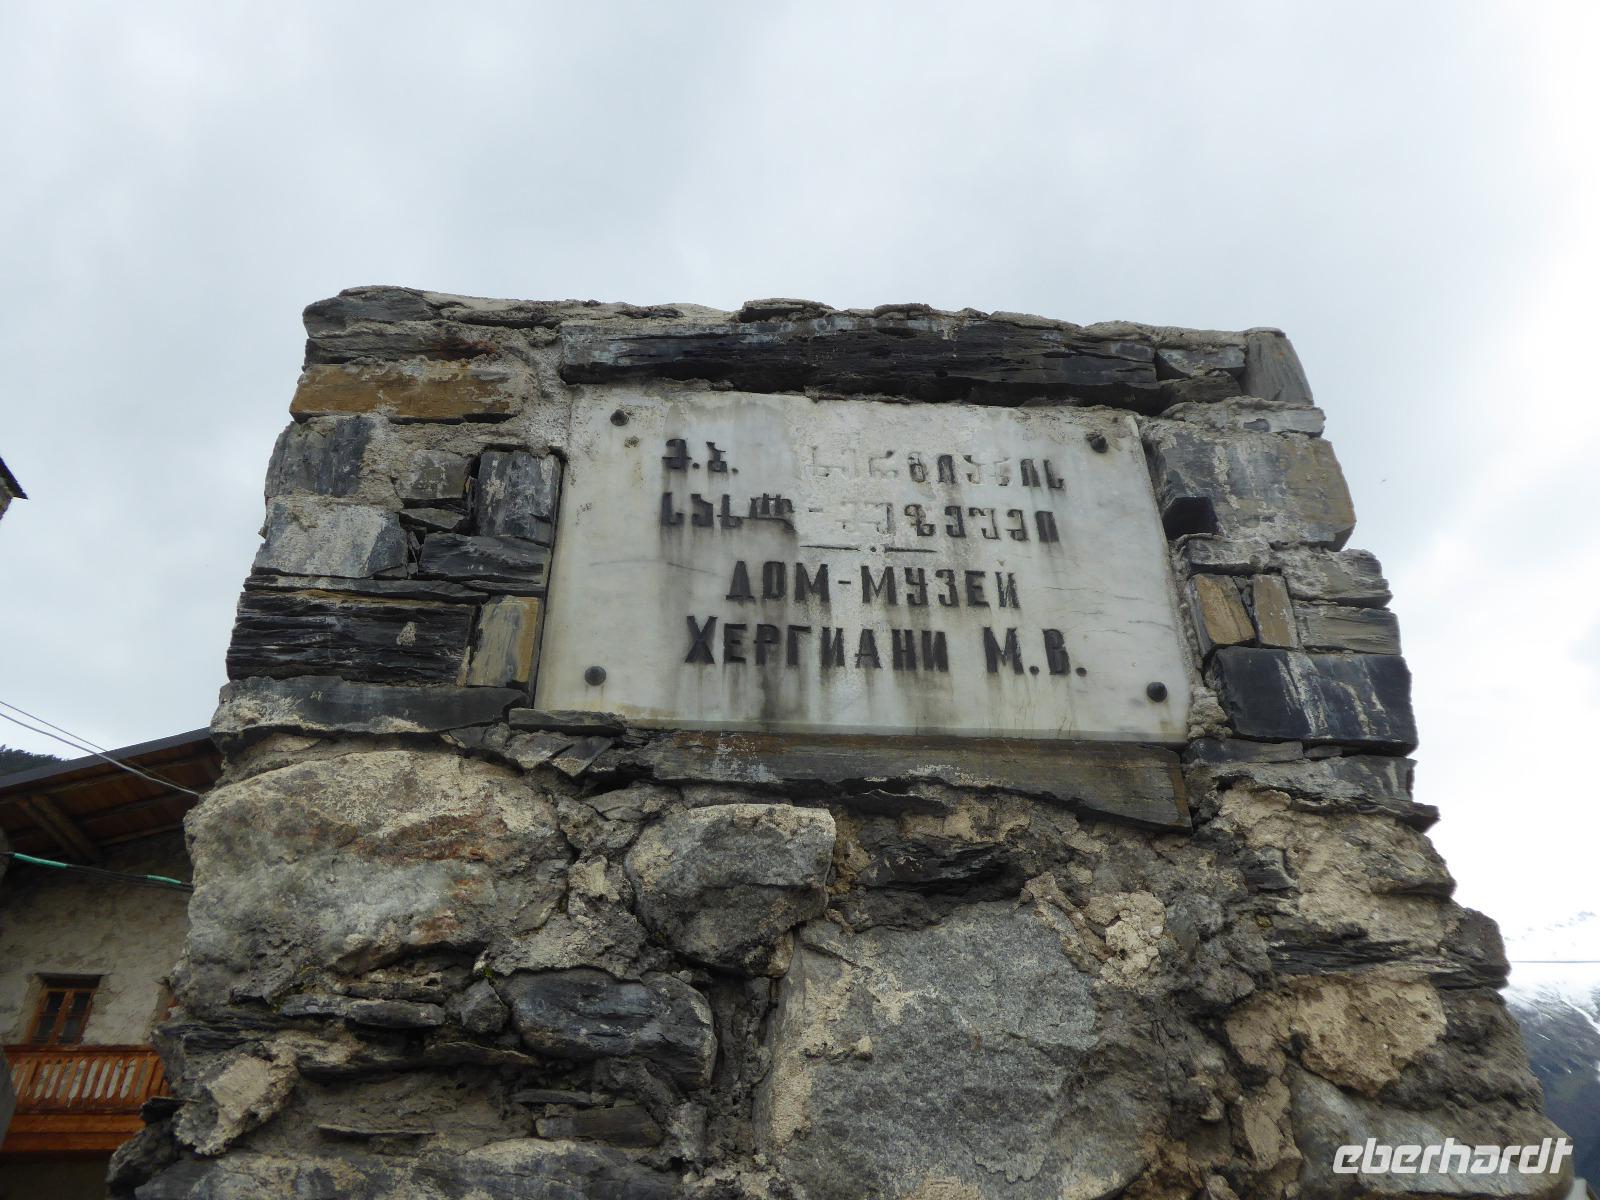 მ.ბ. ხერგიანის
სახლ-მუზეუმი
ДОМ-МУЗЕЙ
ХЕРГИАНИ М.В.
eberhardt